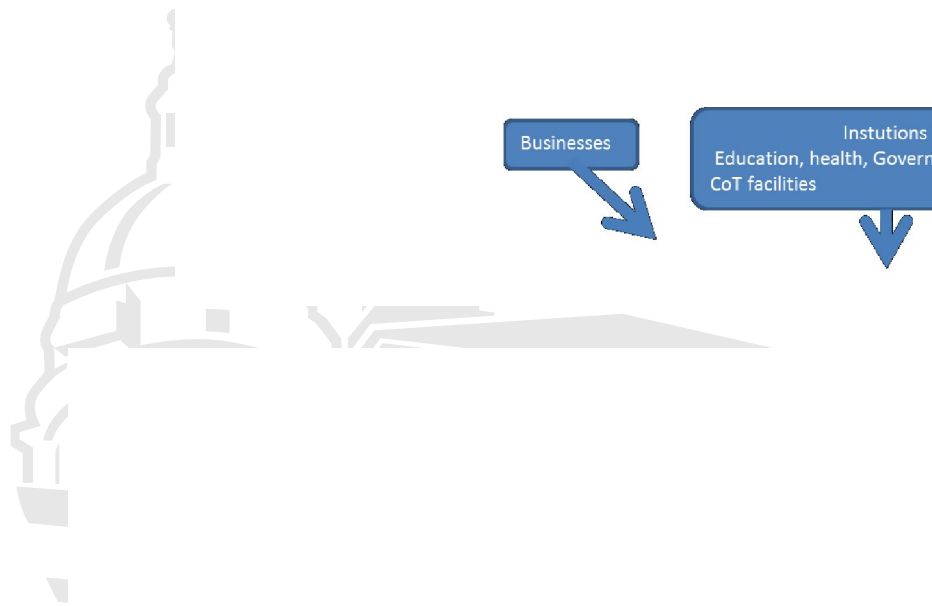 Businesses
Instutions
Education, health, Govern
CoT facilities